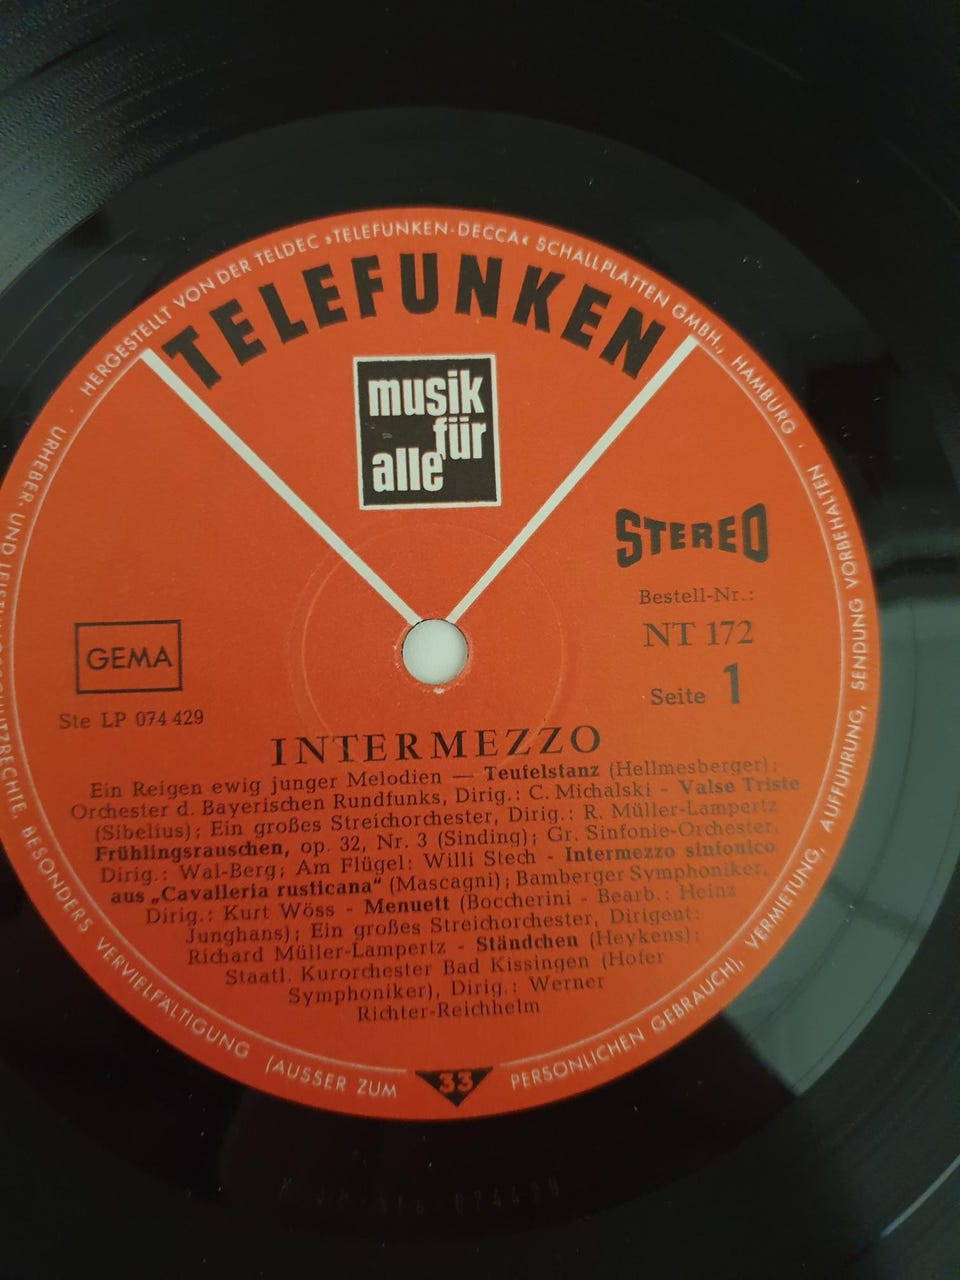 HERGESTELLT VON DER TELDEC »TELEFUNKEN-DECCA« SCHALLPLATTEN GMBH., HAMBURG ·
URHEBER- UND
BESONDERS VERVIELFÄLTIGUNG (AUSSER ZUM
PERSÖNLICHEN GEBRAUCH), VERMIETUNG, AUFFÜHRUNG, SENDUNG VORBEHALTEN
TELEFUNKEN
musik
für
alle
STEREO
Bestell-Nr.:
NT 172
Seite 1
GEMA
Ste LP 074 429
INTERMEZZO
Ein Reigen ewig junger Melodien — Teufelstanz (Hellmesberger);
Orchester d. Bayerischen Rundfunks, Dirig.: C. Michalski - Valse Triste
(Sibelius); Ein großes Streichorchester, Dirig.: R. Müller-Lampertz
Frühlingsrauschen, op. 32, Nr. 3 (Sinding); Gr. Sinfonie-Orchester,
Dirig.: Wal-Berg; Am Flügel: Willi Stech - Intermezzo sinfonico
aus „Cavalleria rusticana“ (Mascagni); Bamberger Symphoniker,
Dirig.: Kurt Wöss - Menuett (Boccherini - Bearb.: Heinz
Junghans); Ein großes Streichorchester, Dirigent:
Richard Müller-Lampertz - Ständchen (Heykens);
Staatl. Kurorchester Bad Kissingen (Hofer
Symphoniker), Dirig.: Werner
Richter-Reichhelm
33